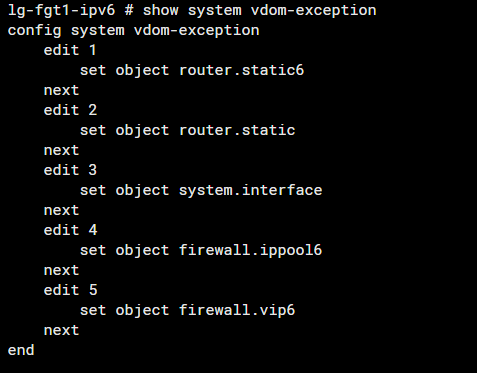 lg-fgt1-ipv6 # show system vdom-exception
config system vdom-exception
    edit 1
        set object router.static6
    next
    edit 2
        set object router.static
    next
    edit 3
        set object system.interface
    next
    edit 4
        set object firewall.ippool6
    next
    edit 5
        set object firewall.vip6
    next
end